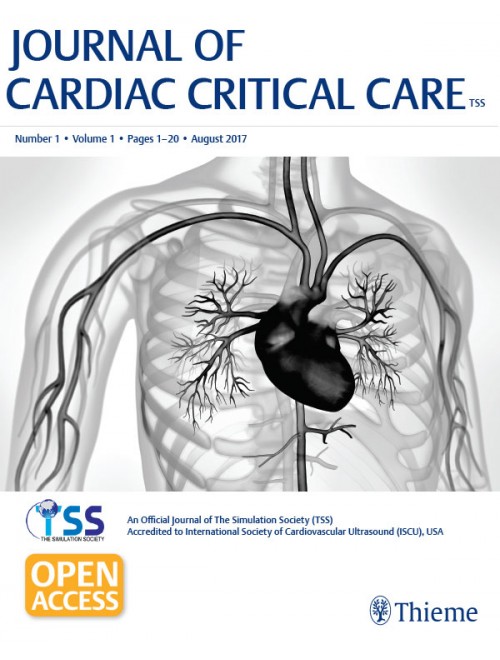 JOURNAL OF
CARDIAC CRITICAL CARE TSS
Number 1 • Volume 1 • Pages 1–20 • August 2017
TSS
THE SIMULATION SOCIETY
An Official Journal of The Simulation Society (TSS)
Accredited to International Society of Cardiovascular Ultrasound (ISCU), USA
OPEN
ACCESS
Thieme